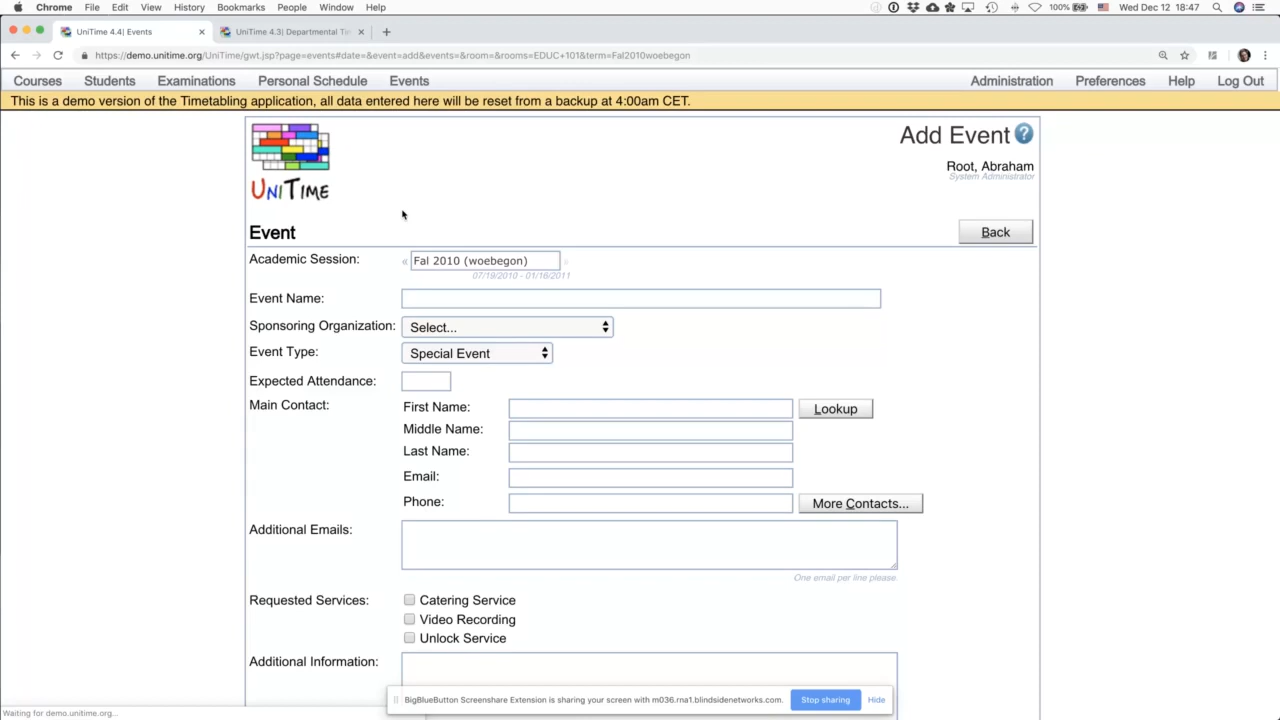 Chrome File Edit View History Bookmarks People Window Help 100% Wed Dec 12 18:47
UniTime 4.4| Events × UniTime 4.3| Departmental Ti × +
https://demo.unitime.org/UniTime/gwt.jsp?page=events#date=&event=add&events=&room=&rooms=EDUC+101&term=Fal2010woebegon
Courses Students Examinations Personal Schedule Events Administration Preferences Help Log Out
This is a demo version of the Timetabling application, all data entered here will be reset from a backup at 4:00am CET.
UNITIME
Add Event ?
Root, Abraham
System Administrator
Event Back
Academic Session: « Fal 2010 (woebegon) »
07/19/2010 - 01/16/2011
Event Name:
Sponsoring Organization: Select...
Event Type: Special Event
Expected Attendance:
Main Contact: First Name: Lookup
Middle Name:
Last Name:
Email:
Phone: More Contacts...
Additional Emails:
One email per line please.
Requested Services: Catering Service
Video Recording
Unlock Service
Additional Information:
BigBlueButton Screenshare Extension is sharing your screen with m036.rna1.blindsidenetworks.com. Stop sharing Hide
Waiting for demo.unitime.org...